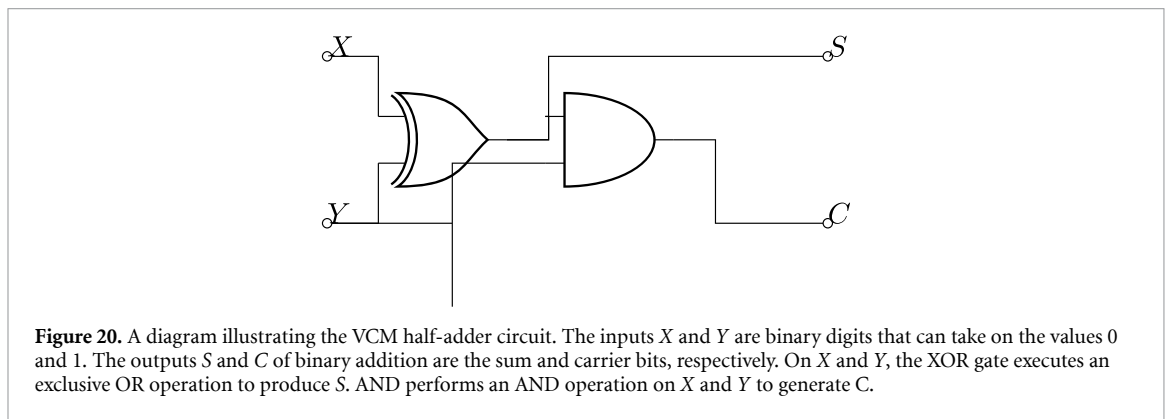 X
S
Y
C
Figure 20. A diagram illustrating the VCM half-adder circuit. The inputs X and Y are binary digits that can take on the values 0
and 1. The outputs S and C of binary addition are the sum and carrier bits, respectively. On X and Y, the XOR gate executes an
exclusive OR operation to produce S. AND performs an AND operation on X and Y to generate C.